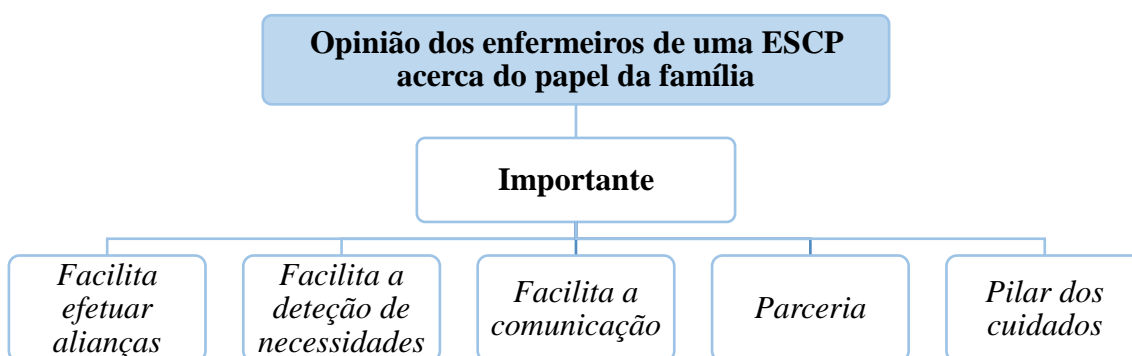 Opinião dos enfermeiros de uma ESCP
acerca do papel da família
Importante
Facilita
efetuar
alianças
Facilita a
deteção de
necessidades
Facilita a
comunicação
Parceria
Pilar dos
cuidados